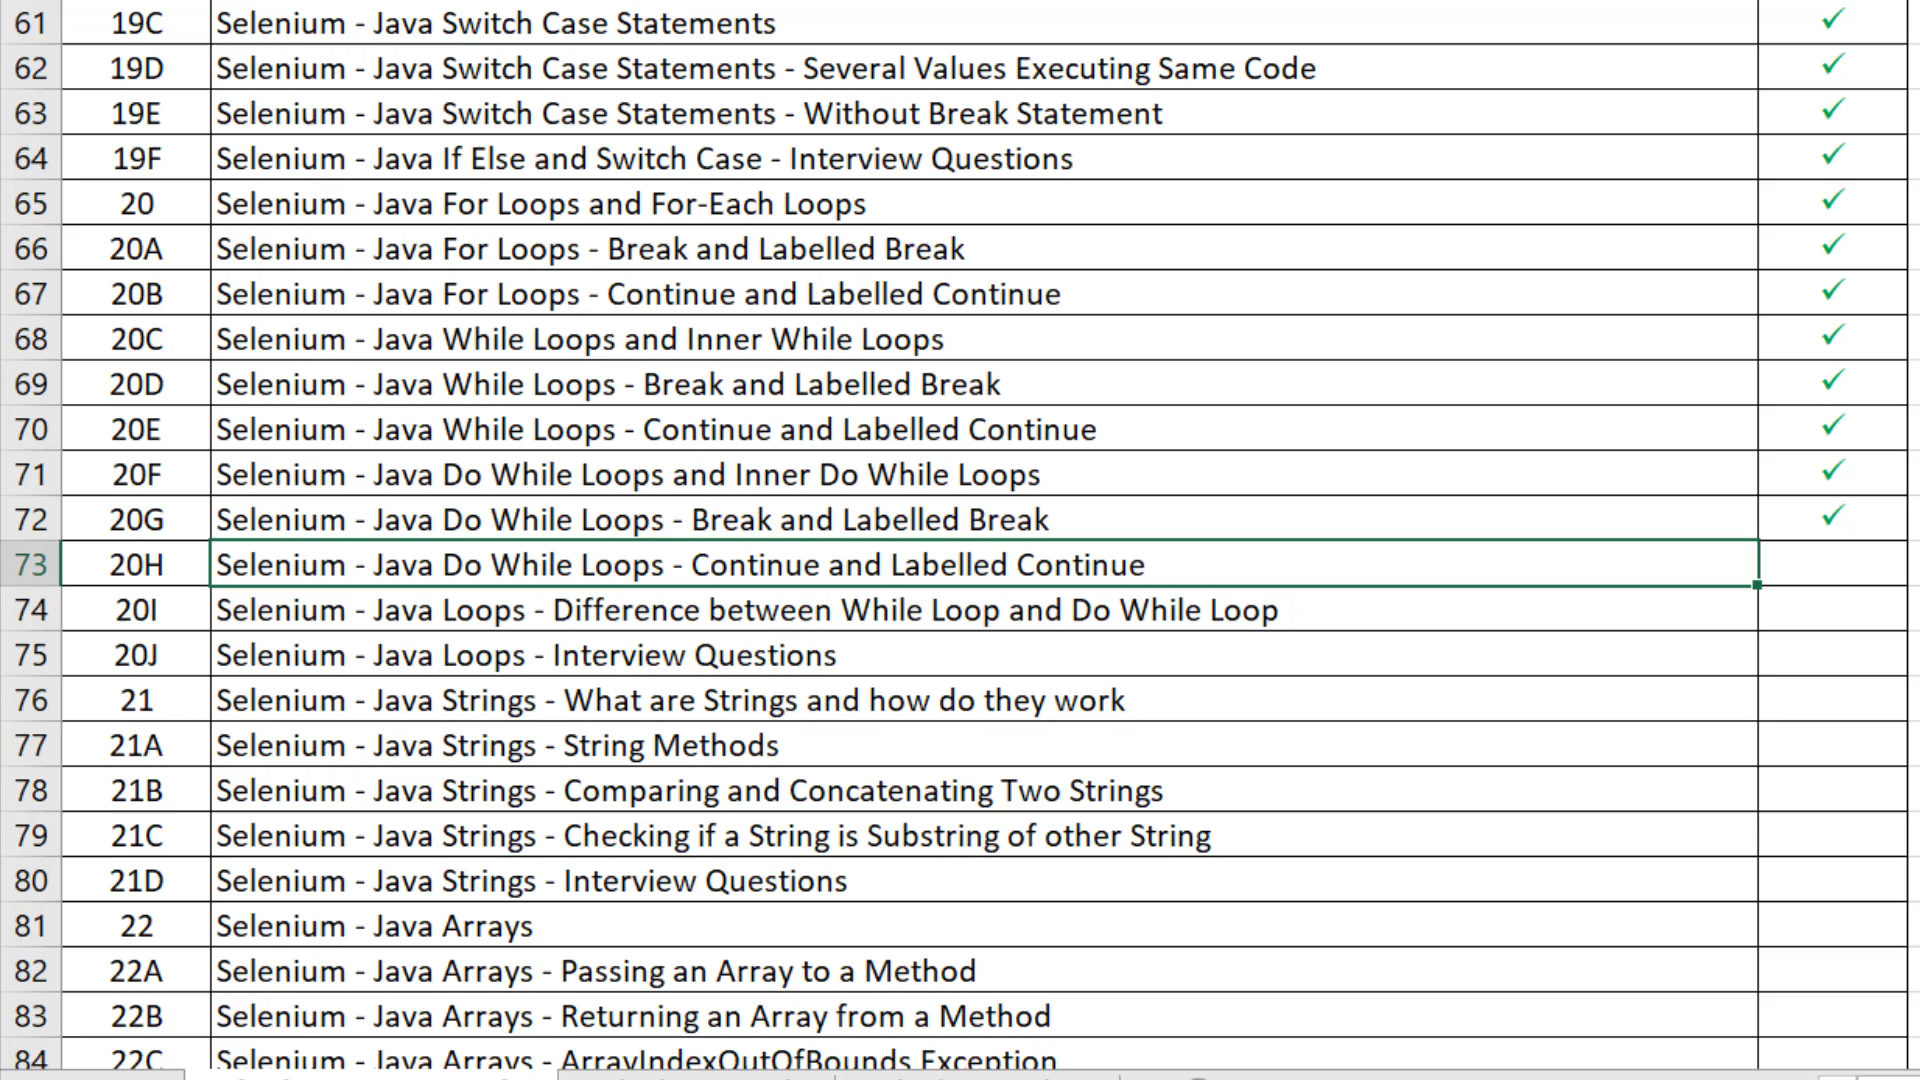 61 19C Selenium - Java Switch Case Statements ✓
62 19D Selenium - Java Switch Case Statements - Several Values Executing Same Code ✓
63 19E Selenium - Java Switch Case Statements - Without Break Statement ✓
64 19F Selenium - Java If Else and Switch Case - Interview Questions ✓
65 20 Selenium - Java For Loops and For-Each Loops ✓
66 20A Selenium - Java For Loops - Break and Labelled Break ✓
67 20B Selenium - Java For Loops - Continue and Labelled Continue ✓
68 20C Selenium - Java While Loops and Inner While Loops ✓
69 20D Selenium - Java While Loops - Break and Labelled Break ✓
70 20E Selenium - Java While Loops - Continue and Labelled Continue ✓
71 20F Selenium - Java Do While Loops and Inner Do While Loops ✓
72 20G Selenium - Java Do While Loops - Break and Labelled Break ✓
73 20H Selenium - Java Do While Loops - Continue and Labelled Continue
74 20I Selenium - Java Loops - Difference between While Loop and Do While Loop
75 20J Selenium - Java Loops - Interview Questions
76 21 Selenium - Java Strings - What are Strings and how do they work
77 21A Selenium - Java Strings - String Methods
78 21B Selenium - Java Strings - Comparing and Concatenating Two Strings
79 21C Selenium - Java Strings - Checking if a String is Substring of other String
80 21D Selenium - Java Strings - Interview Questions
81 22 Selenium - Java Arrays
82 22A Selenium - Java Arrays - Passing an Array to a Method
83 22B Selenium - Java Arrays - Returning an Array from a Method
84 22C Selenium - Java Arrays - ArrayIndexOutOfBounds Exception